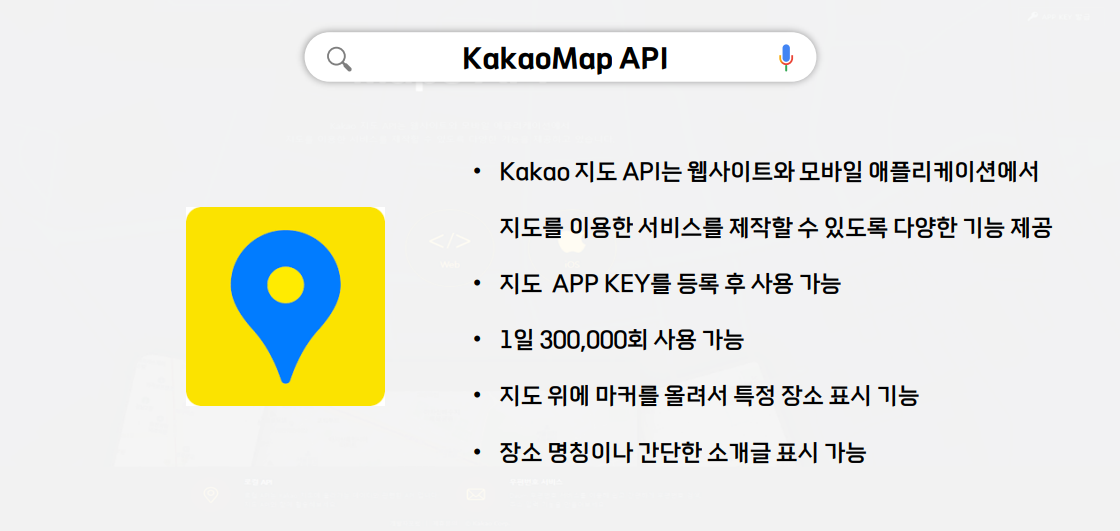 KakaoMap API
• Kakao 지도 API는 웹사이트와 모바일 애플리케이션에서
지도를 이용한 서비스를 제작할 수 있도록 다양한 기능 제공
• 지도 APP KEY를 등록 후 사용 가능
• 1일 300,000회 사용 가능
</>
• 지도 위에 마커를 올려서 특정 장소 표시 기능
• 장소 명칭이나 간단한 소개글 표시 가능